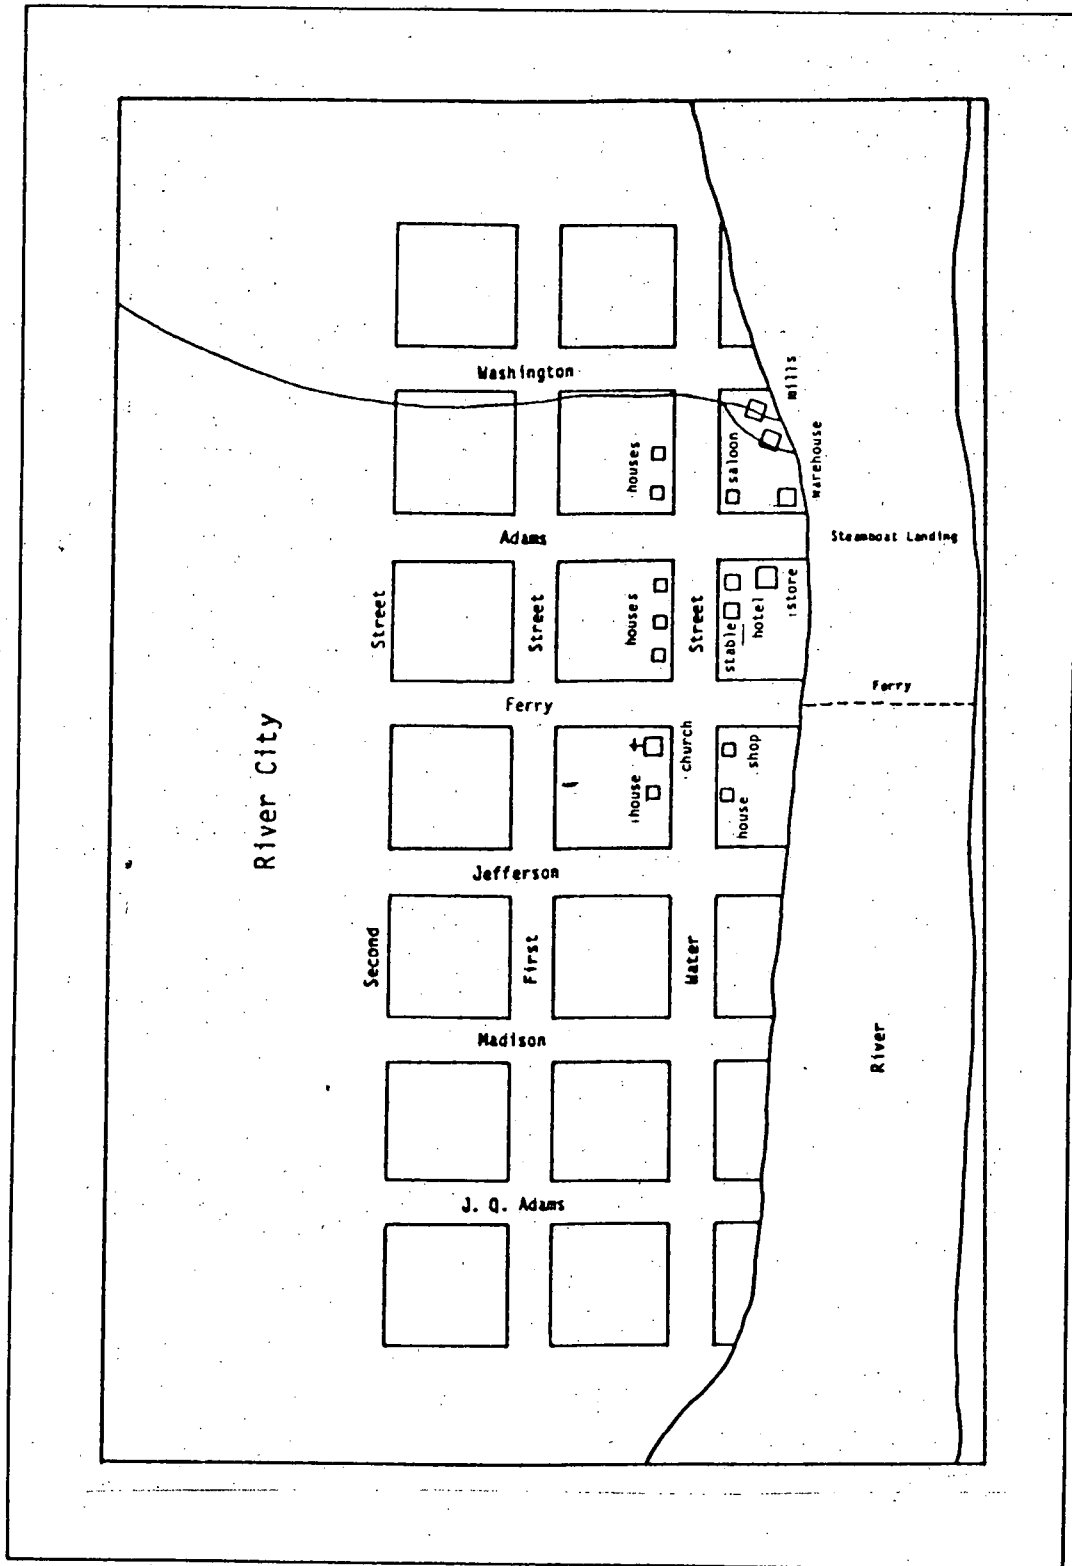 River City
Second
Street
First
Street
Water
Street
Washington
Adams
Ferry
Jefferson
Madison
J. Q. Adams
houses
saloon
mills
warehouse
houses
stable
hotel
store
Steamboat Landing
Ferry
house
church
house
shop
River